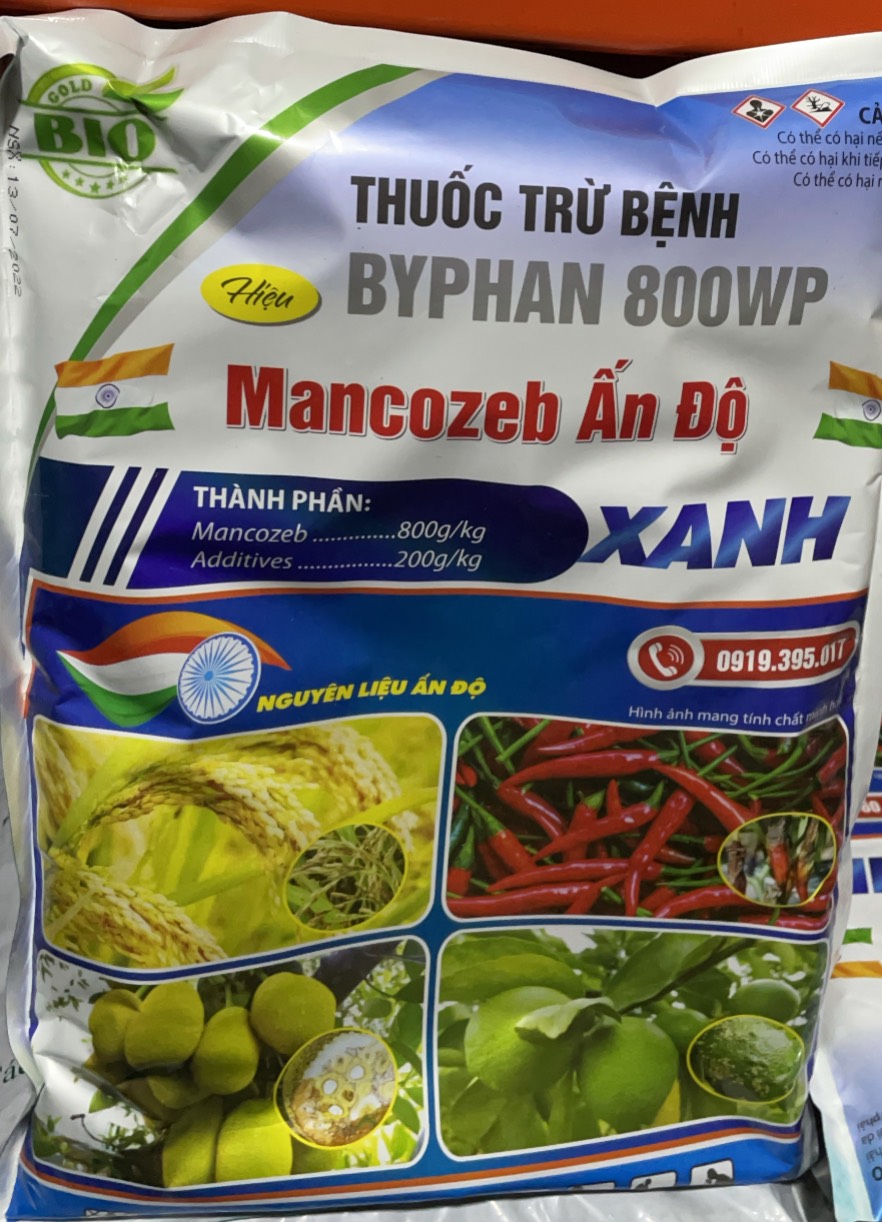 GOLD
BIO
NSX: 13/07/2022
CẢ
Có thể có hại nế
Có thể có hại khi tiếp
Có thể có hại
THUỐC TRỪ BỆNH
Hiệu
BYPHAN 800WP
Mancozeb Ấn Độ
THÀNH PHẦN:
Mancozeb ..............800g/kg
Additives .................200g/kg
XANH
0919.395.017
NGUYÊN LIỆU ẤN ĐỘ
Hình ảnh mang tính chất minh